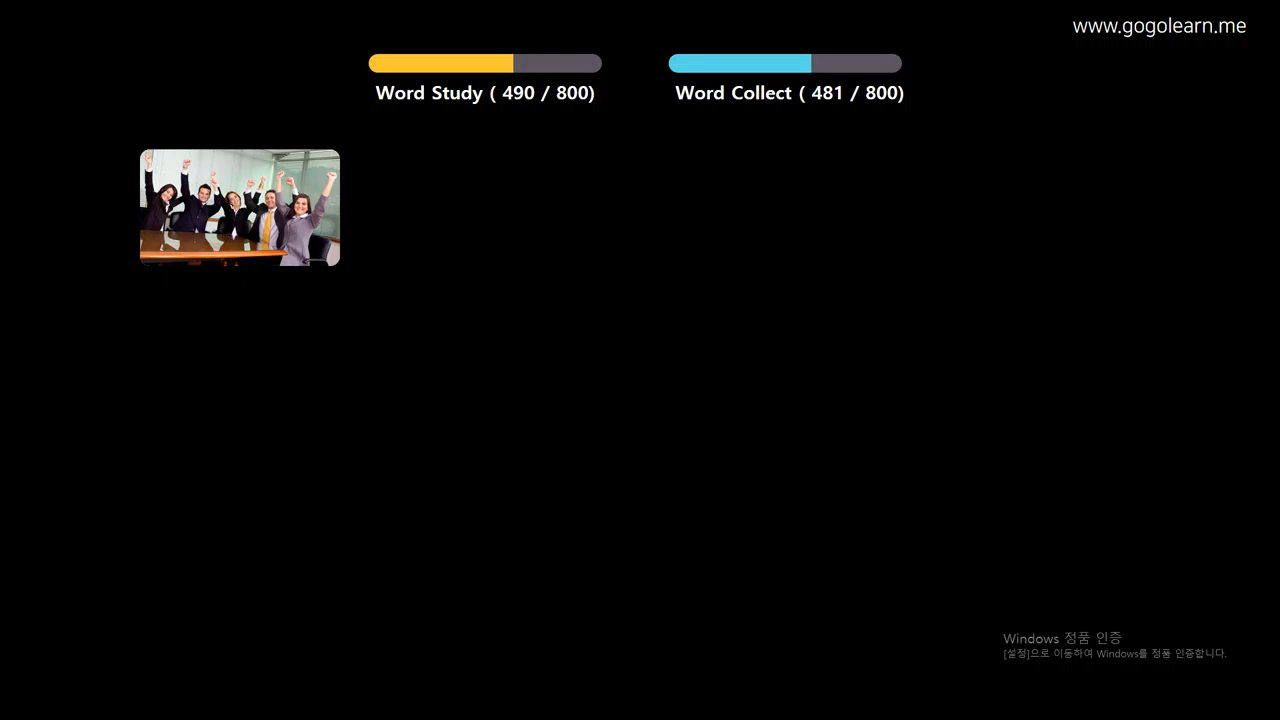 www.gogolearn.me
Word Study ( 490 / 800)
Word Collect ( 481 / 800)
Windows 정품 인증
[설정]으로 이동하여 Windows를 정품 인증합니다.